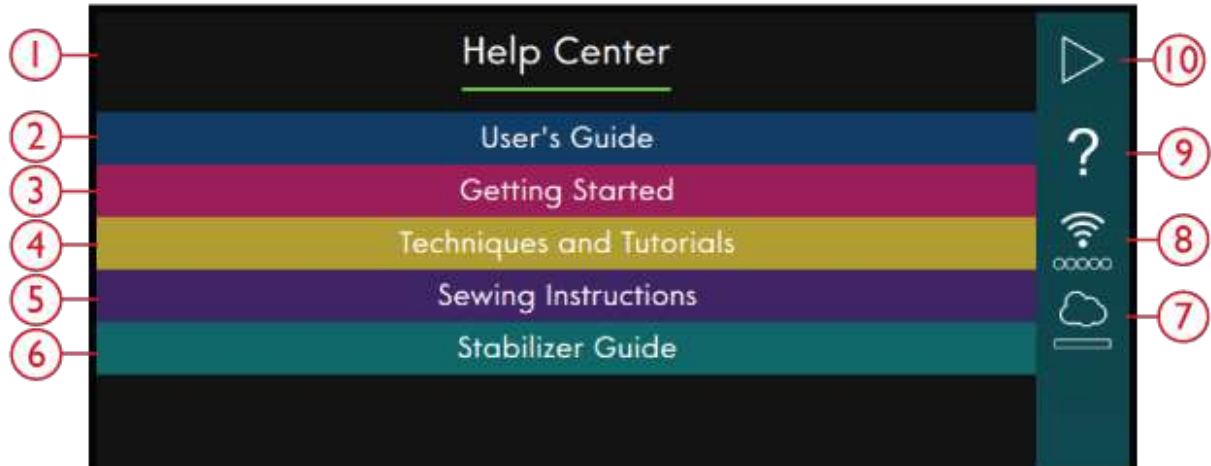 1 Help Center 10
2 User's Guide ? 9
3 Getting Started
4 Techniques and Tutorials 8
5 Sewing Instructions 7
6 Stabilizer Guide